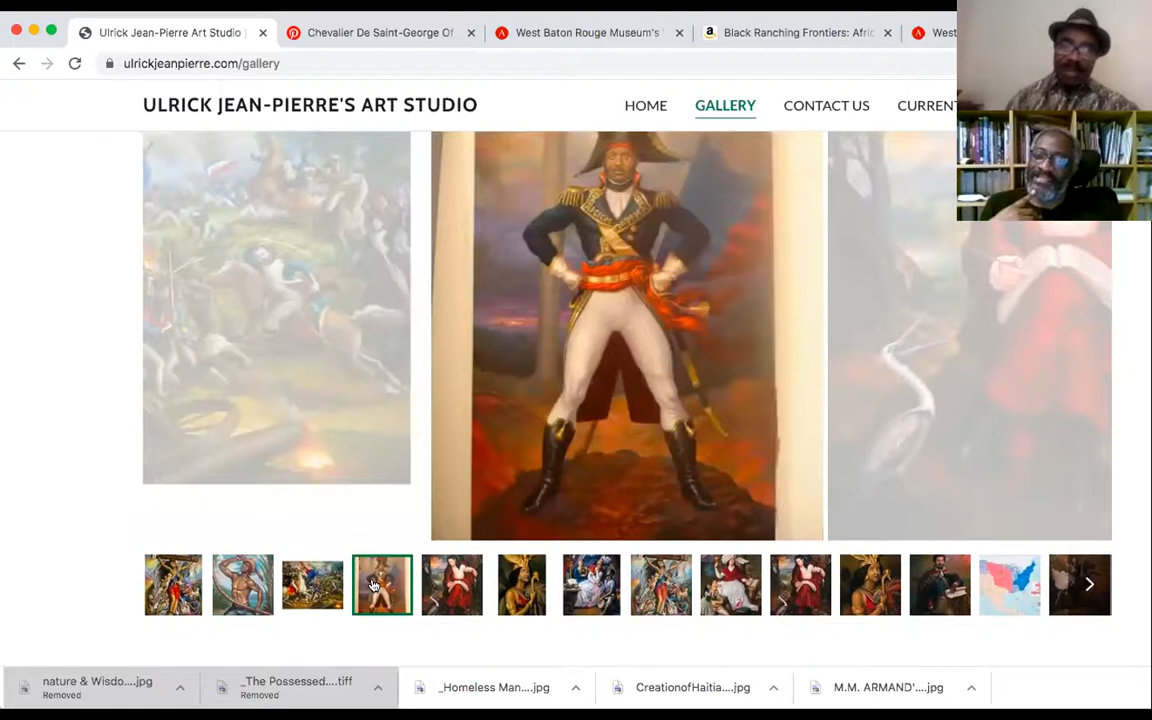 Ulrick Jean-Pierre Art Studio |
Chevalier De Saint-George Of
West Baton Rouge Museum's '
Black Ranching Frontiers: Afric
West
ulrickjeanpierre.com/gallery
ULRICK JEAN-PIERRE'S ART STUDIO
HOME
GALLERY
CONTACT US
CURREN
nature & Wisdo....jpg
Removed
_The Possessed....tiff
Removed
_Homeless Man....jpg
CreationofHaitia....jpg
M.M. ARMAND'....jpg